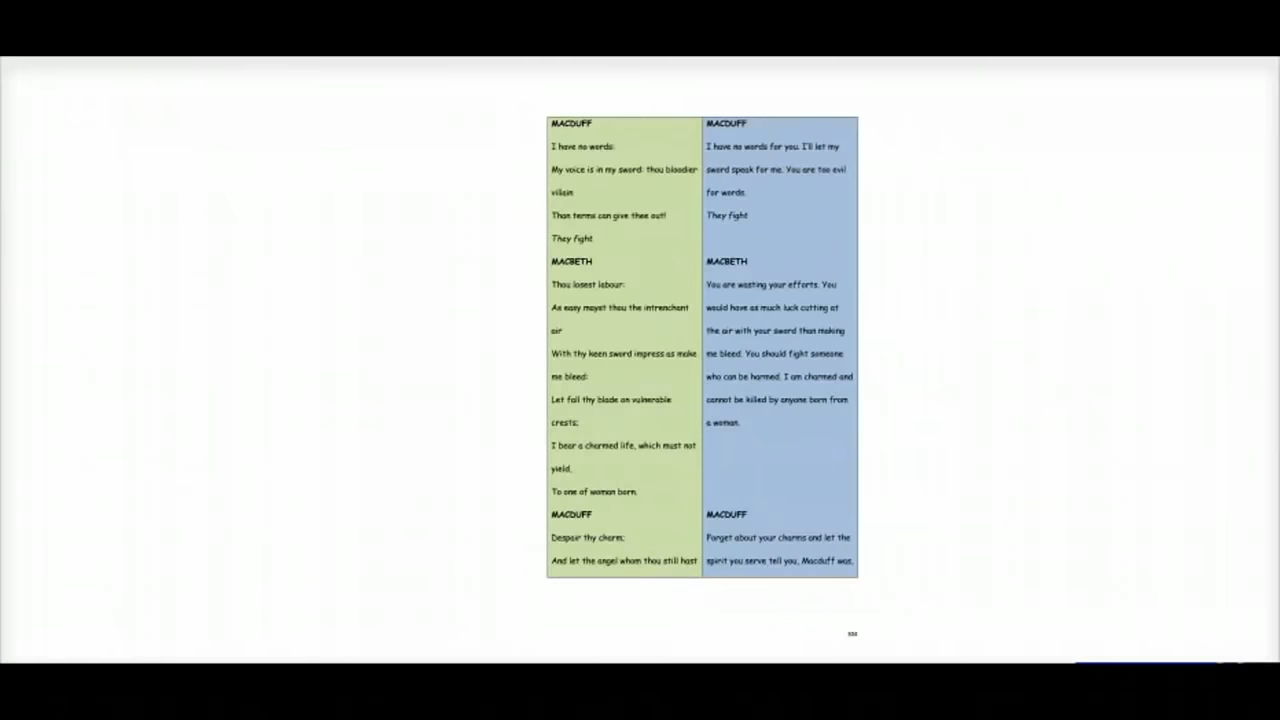 MACDUFF
I have no words:
My voice is in my sword: thou bloodier
villain
Than terms can give thee out!
They fight
MACBETH
Thou losest labour:
As easy mayst thou the intrenchant
air
With thy keen sword impress as make
me bleed:
Let fall thy blade on vulnerable
crests;
I bear a charmed life, which must not
yield,
To one of woman born.
MACDUFF
Despair thy charm;
And let the angel whom thou still hast
MACDUFF
I have no words for you. I'll let my
sword speak for me. You are too evil
for words.
They fight
MACBETH
You are wasting your efforts. You
would have as much luck cutting at
the air with your sword than making
me bleed. You should fight someone
who can be harmed. I am charmed and
cannot be killed by anyone born from
a woman.
MACDUFF
Forget about your charms and let the
spirit you serve tell you, Macduff was,